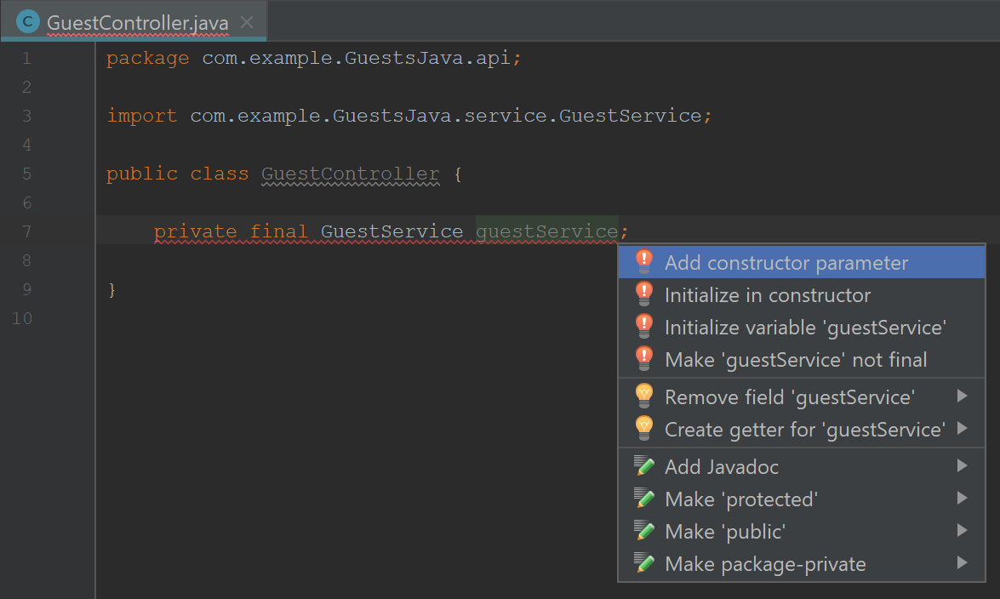 C GuestController.java ×
1 package com.example.GuestsJava.api;
2
3 import com.example.GuestsJava.service.GuestService;
4
5 public class GuestController {
6
7 private final GuestService guestService;
8
9 }
10
Add constructor parameter
Initialize in constructor
Initialize variable 'guestService'
Make 'guestService' not final
Remove field 'guestService'
Create getter for 'guestService'
Add Javadoc
Make 'protected'
Make 'public'
Make package-private